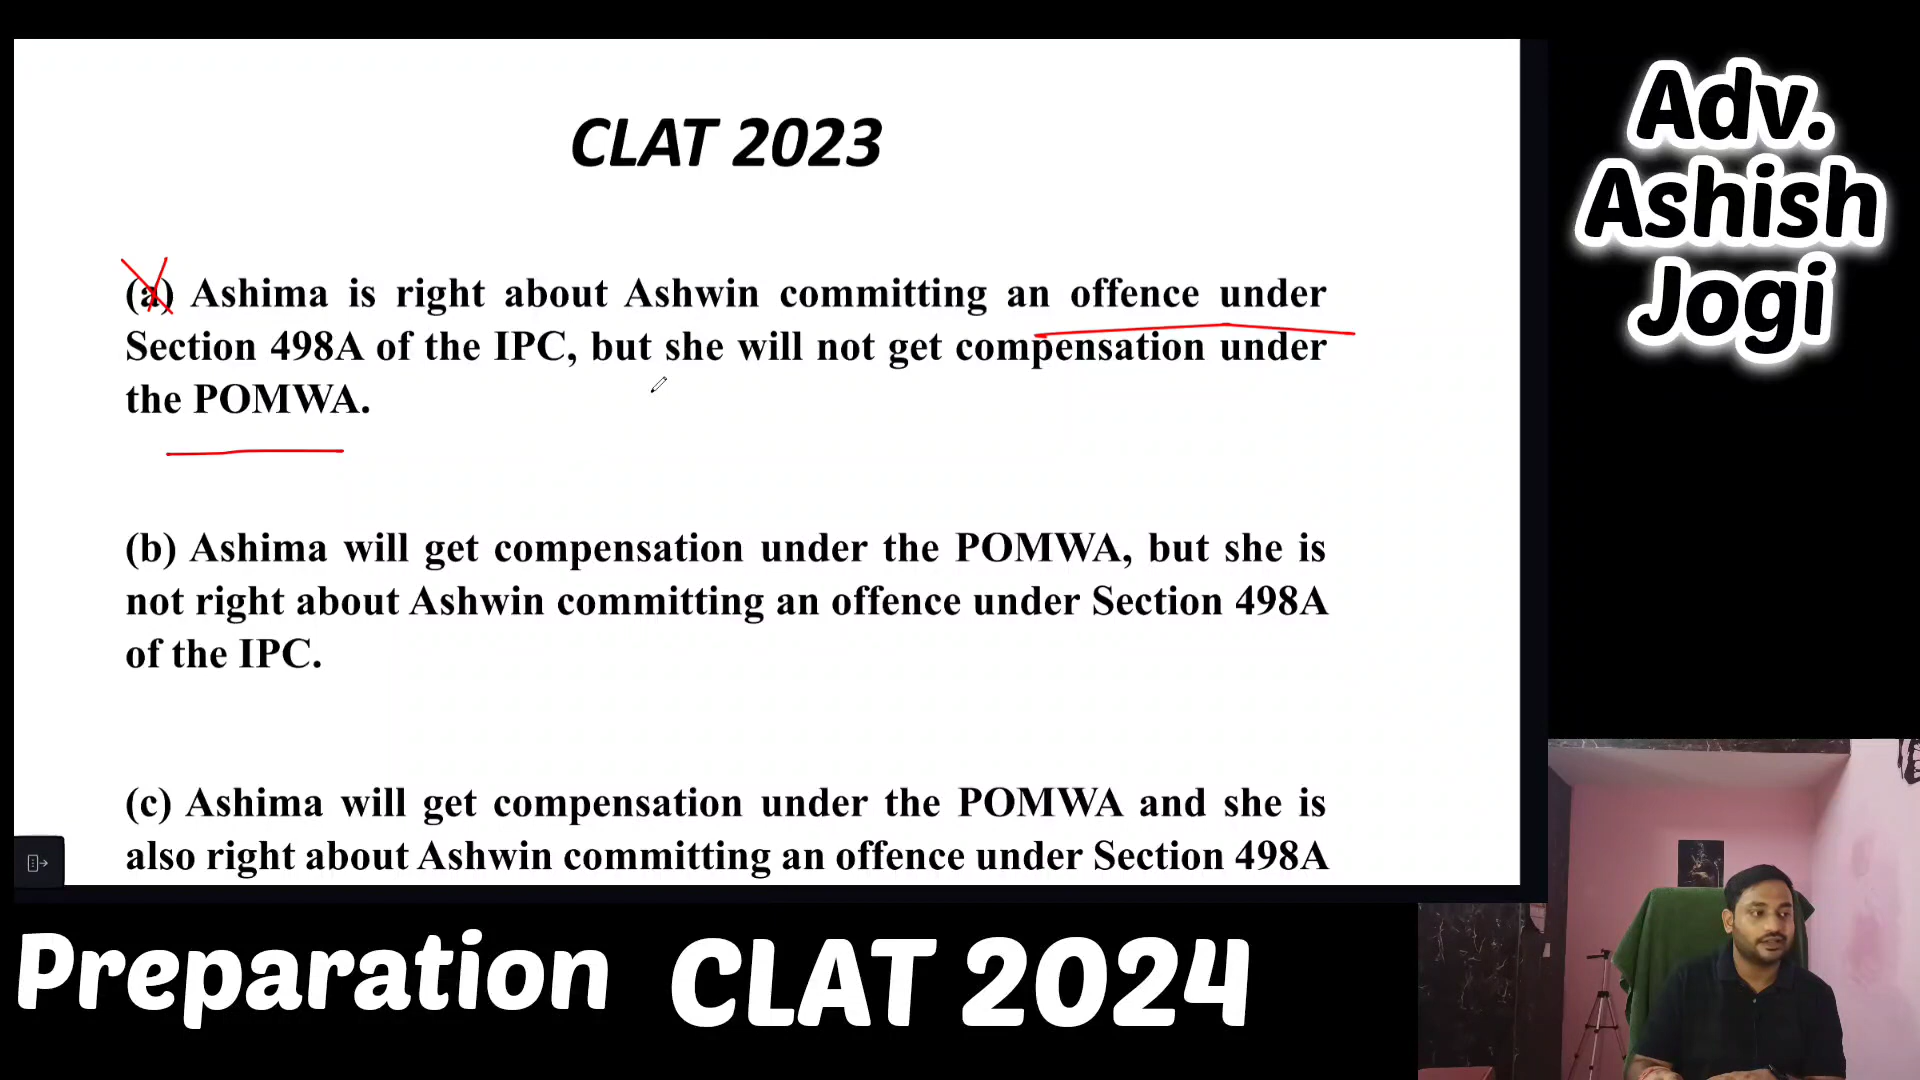 CLAT 2023
(a) Ashima is right about Ashwin committing an offence under
Section 498A of the IPC, but she will not get compensation under
the POMWA.
(b) Ashima will get compensation under the POMWA, but she is
not right about Ashwin committing an offence under Section 498A
of the IPC.
(c) Ashima will get compensation under the POMWA and she is
also right about Ashwin committing an offence under Section 498A
Adv.
Ashish
Jogi
Preparation CLAT 2024